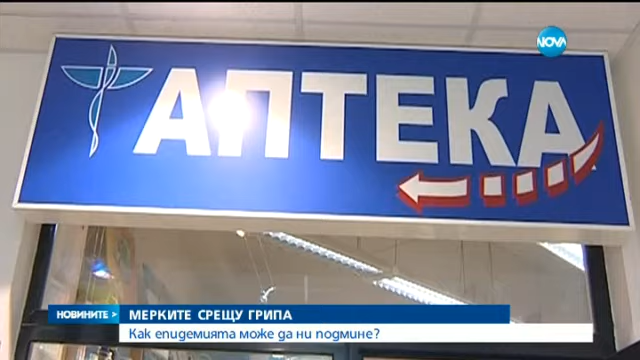 NOVA
АПТЕКА
НОВИНИТЕ >
МЕРКИТЕ СРЕЩУ ГРИПА
Как епидемията може да ни подмине?